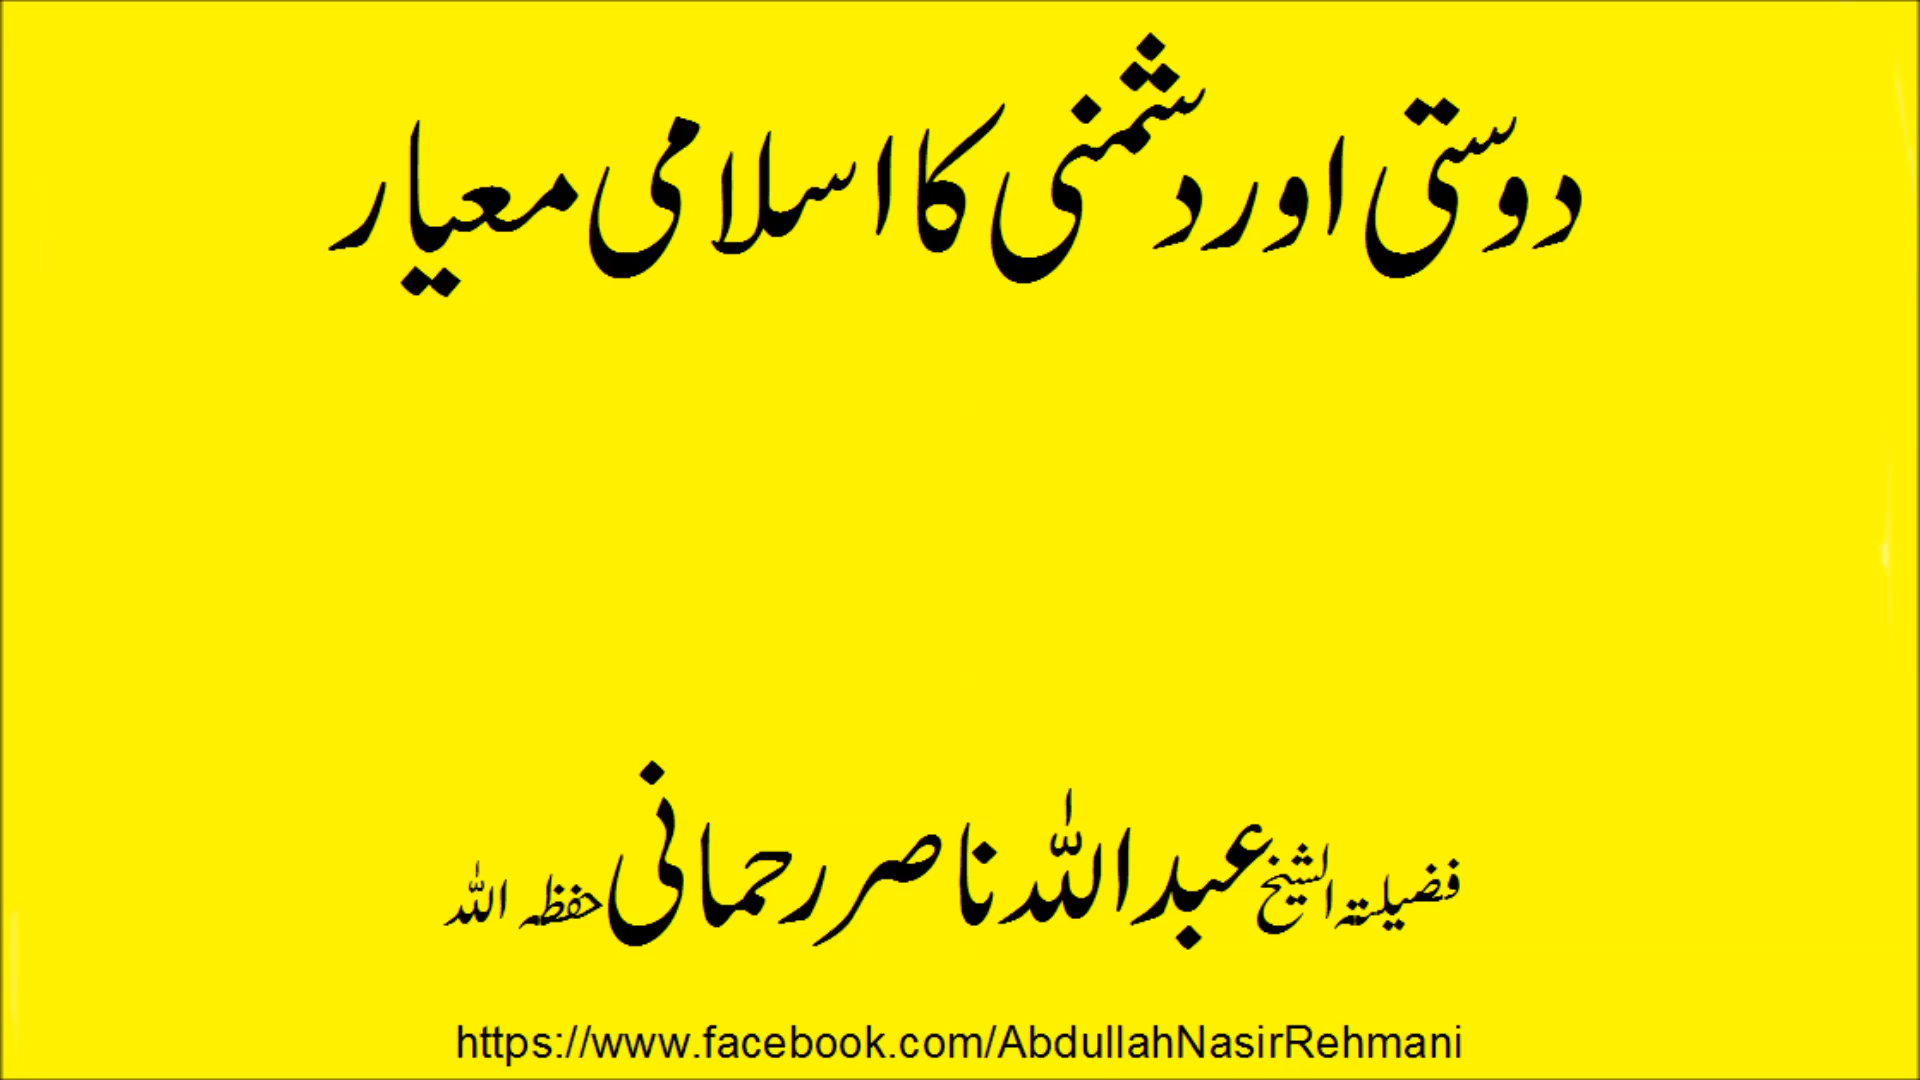 دوستی اور دشمنی کا اسلامی معیار
فضیلۃ الشیخ عبداللہ ناصر رحمانی حفظہ اللہ
https://www.facebook.com/AbdullahNasirRehmani